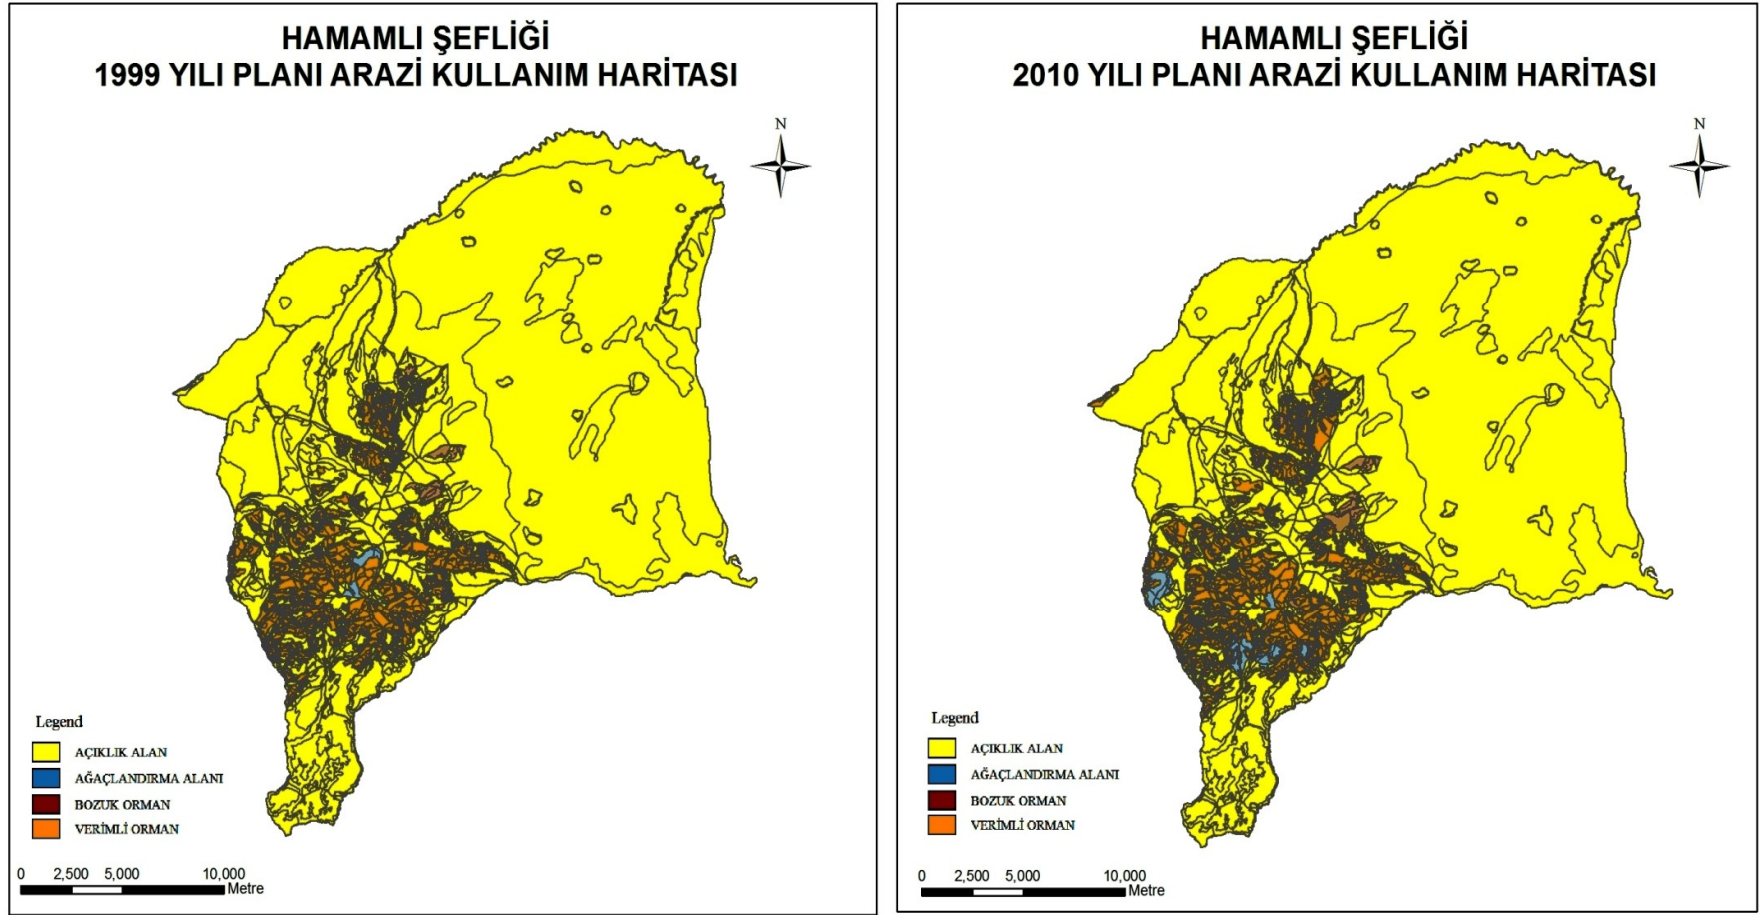 HAMAMLI ŞEFLİĞİ
1999 YILI PLANI ARAZİ KULLANIM HARİTASI
N
Legend
AÇIKLIK ALAN
AĞAÇLANDIRMA ALANI
BOZUK ORMAN
VERİMLİ ORMAN
0 2,500 5,000 10,000
Metre
HAMAMLI ŞEFLİĞİ
2010 YILI PLANI ARAZİ KULLANIM HARİTASI
N
Legend
AÇIKLIK ALAN
AĞAÇLANDIRMA ALANI
BOZUK ORMAN
VERİMLİ ORMAN
0 2,500 5,000 10,000
Metre